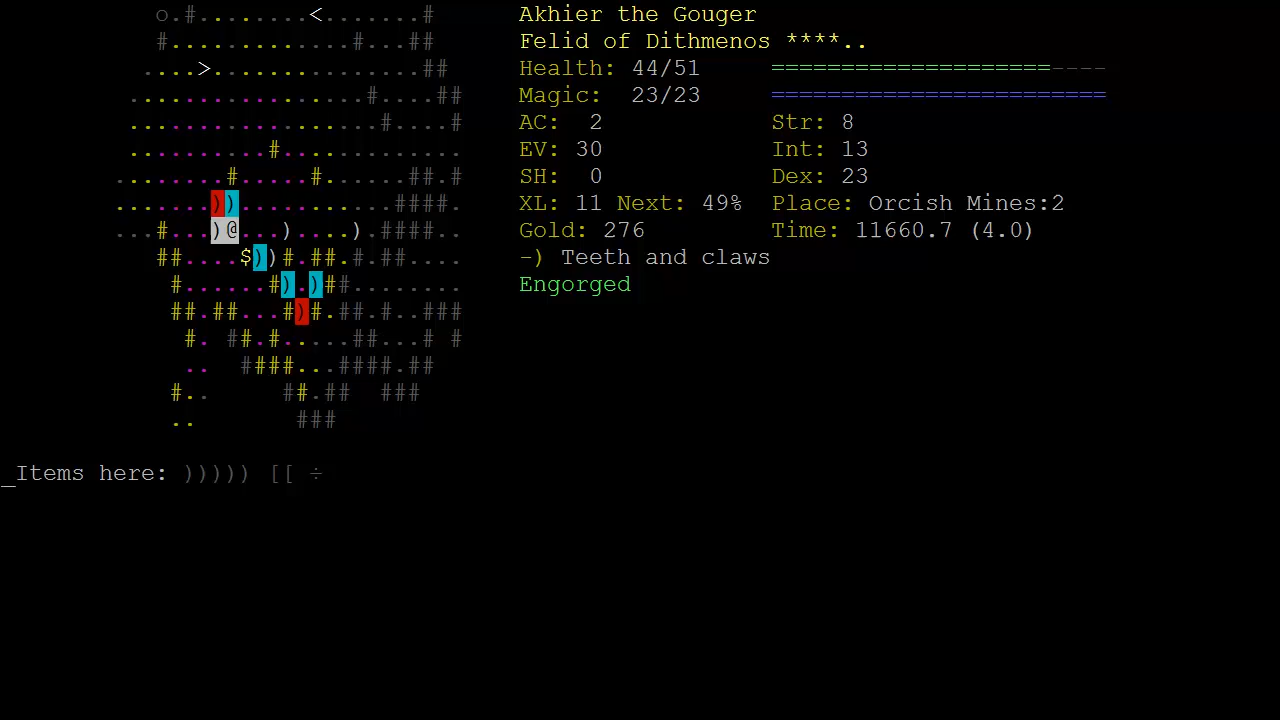 o.#........<.......#    Akhier the Gouger
#.............#...##    Felid of Dithmenos ****..
....>...............##    Health: 44/51    ====================----
.................#....##    Magic:  23/23    ========================
..................#....#    AC:  2    Str: 8
..........#.............    EV: 30    Int: 13
........#.....#......##.#    SH:  0    Dex: 23
.......))...........####.    XL: 11 Next: 49%    Place: Orcish Mines:2
...#...)@...)....).####..    Gold: 276    Time: 11660.7 (4.0)
##....$))#.##.#.##....    -) Teeth and claws
#......#).)##........    Engorged
##.##...#)#.##.#..###
#. ##.#.....##...# #
..  ####...####.##
#..     ##.##  ###
..       ###
_Items here: ))))) [[ ÷